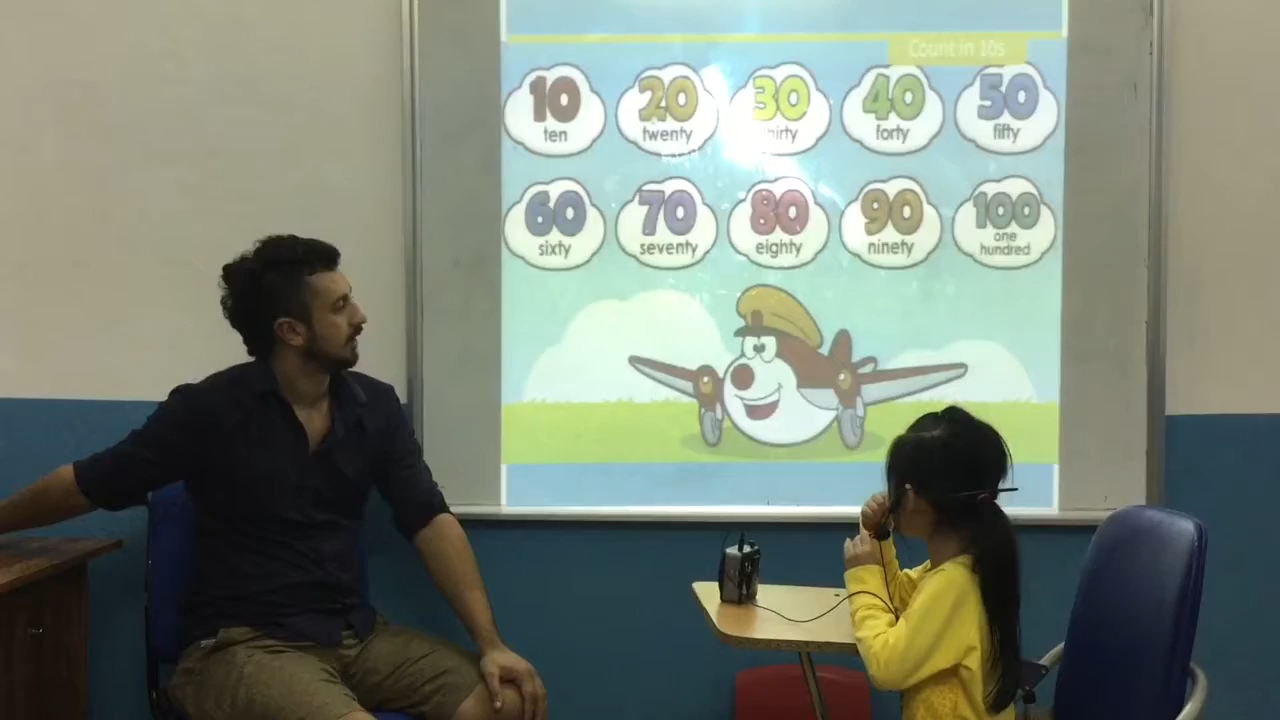 Count in 10s
10 20 30 40 50
ten twenty thirty forty fifty
60 70 80 90 100
sixty seventy eighty ninety one hundred